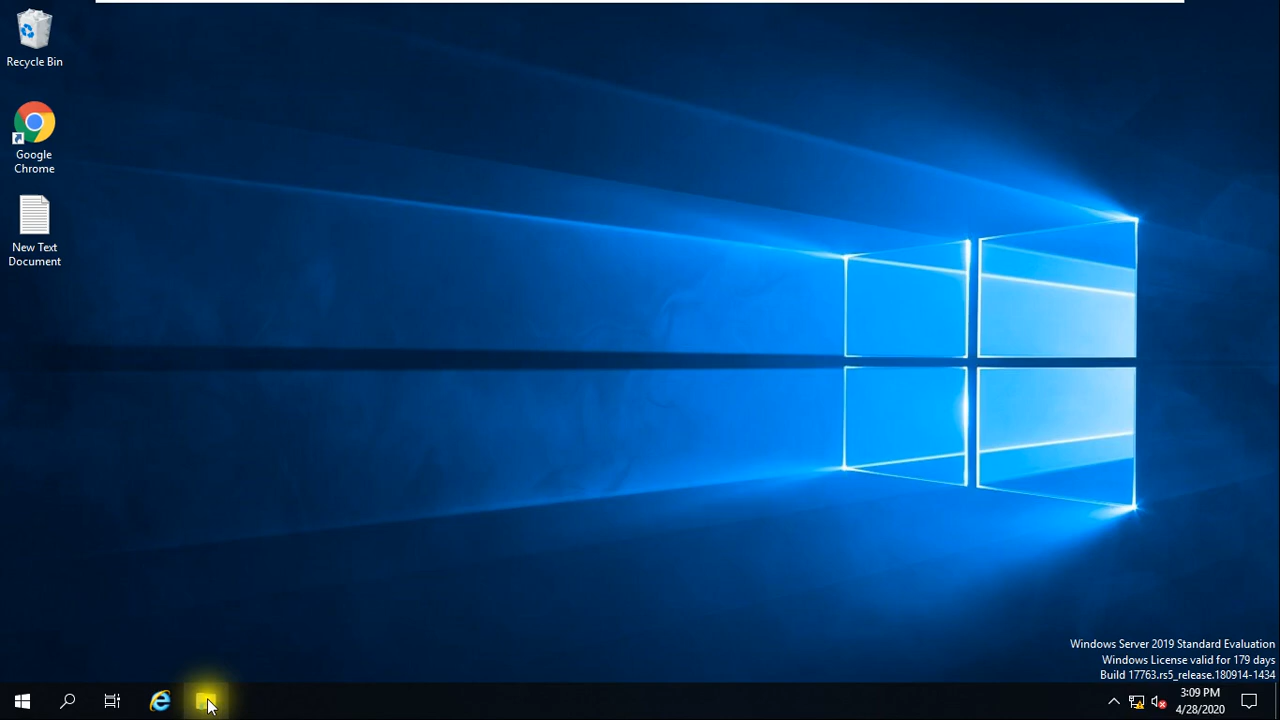 Recycle Bin
Google
Chrome
New Text
Document
Windows Server 2019 Standard Evaluation
Windows License valid for 179 days
Build 17763.rs5_release.180914-1434
3:09 PM
4/28/2020